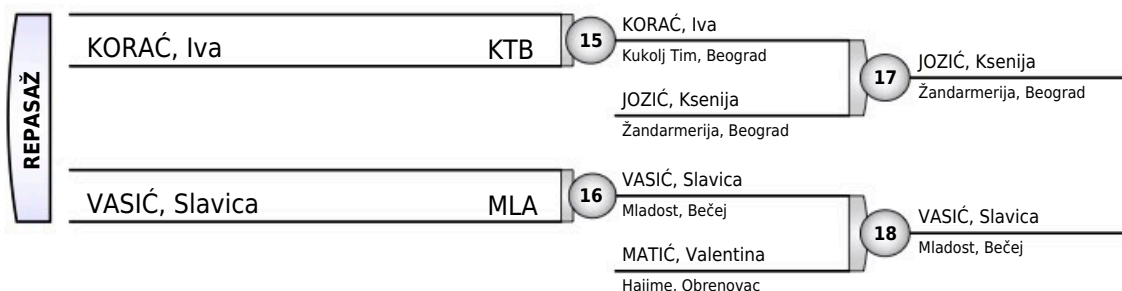 REPASAŽ
KORAĆ, Iva KTB
15
KORAĆ, Iva
Kukolj Tim, Beograd
JOZIĆ, Ksenija
Žandarmerija, Beograd
17
JOZIĆ, Ksenija
Žandarmerija, Beograd
VASIĆ, Slavica MLA
16
VASIĆ, Slavica
Mladost, Bečej
MATIĆ, Valentina
Hajime, Obrenovac
18
VASIĆ, Slavica
Mladost, Bečej